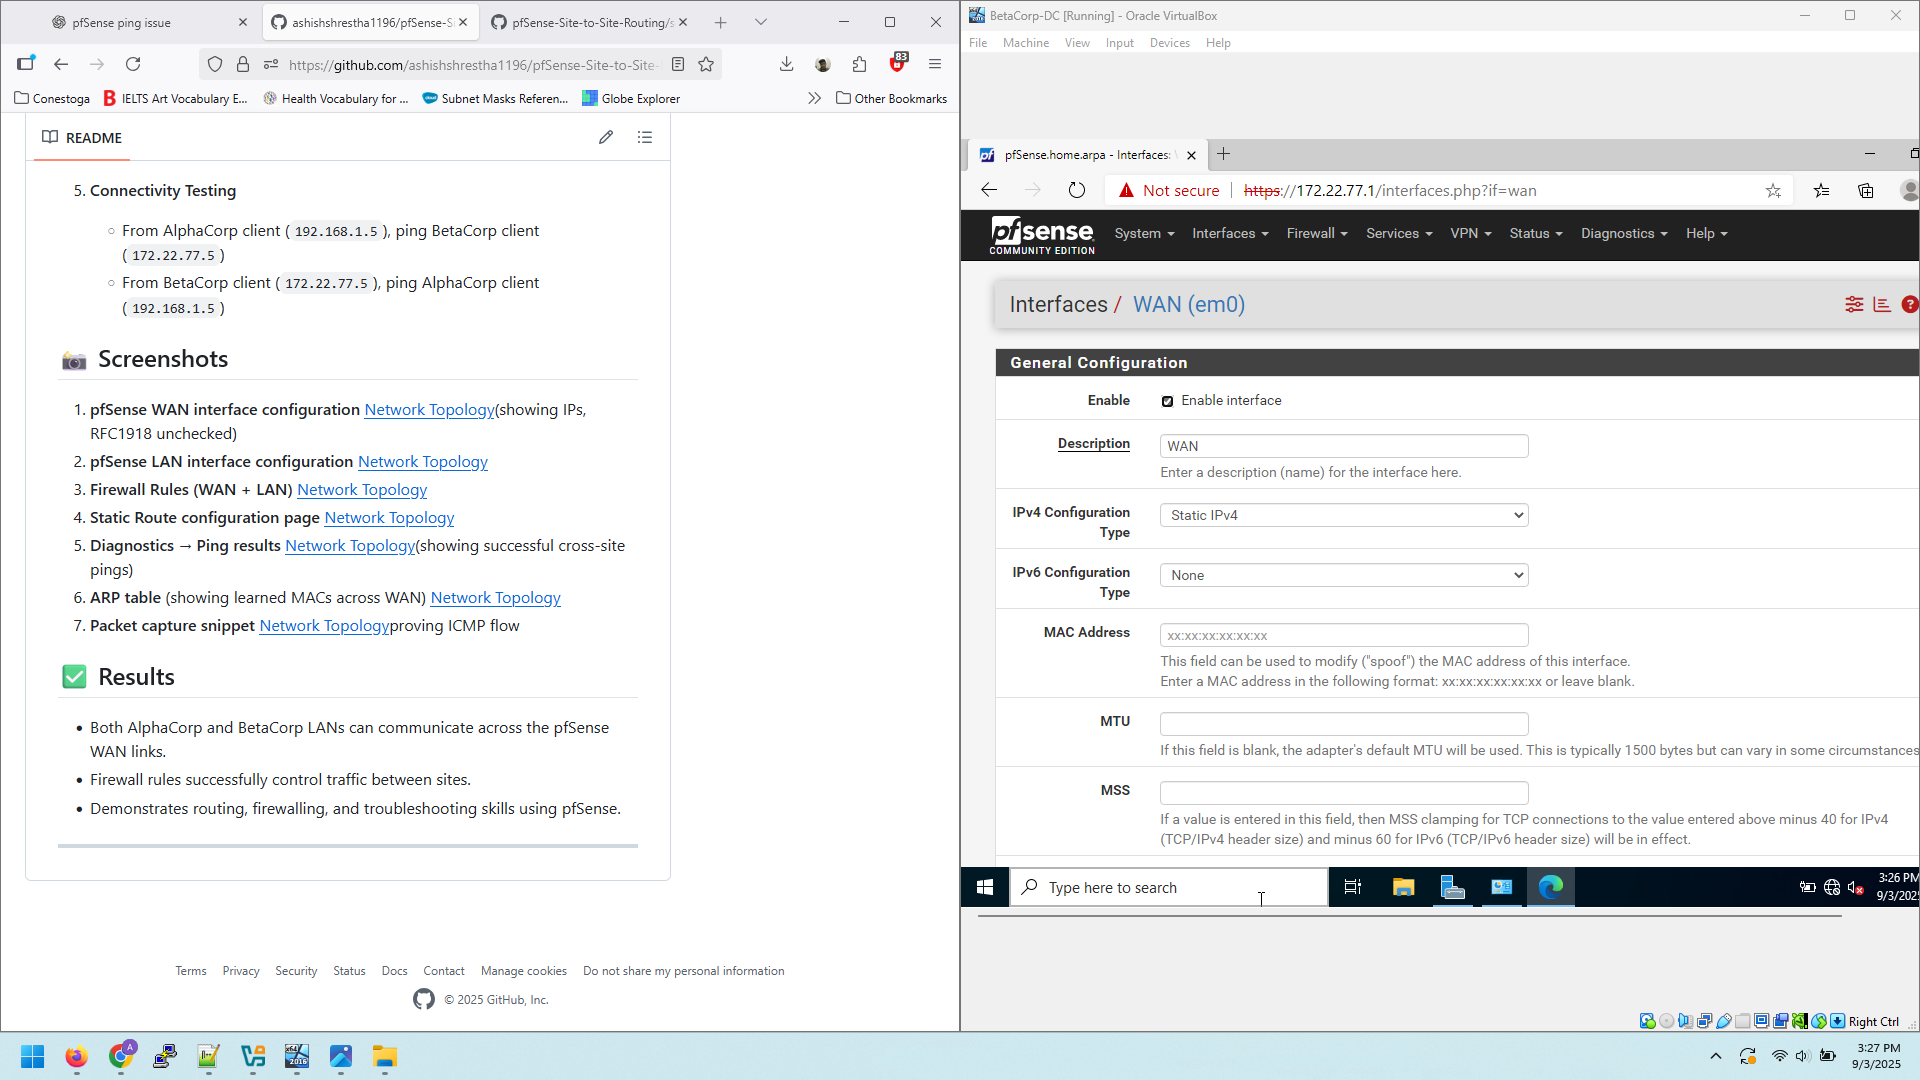 pfSense ping issue
ashishshrestha1196/pfSense-S
pfSense-Site-to-Site-Routing/s
https://github.com/ashishshrestha1196/pfSense-Site-to-Site-
83
Conestoga
IELTS Art Vocabulary E...
Health Vocabulary for ...
Subnet Masks Referen...
Globe Explorer
Other Bookmarks
README
5. Connectivity Testing
From AlphaCorp client ( 192.168.1.5 ), ping BetaCorp client
( 172.22.77.5 )
From BetaCorp client ( 172.22.77.5 ), ping AlphaCorp client
( 192.168.1.5 )
Screenshots
1. pfSense WAN interface configuration Network Topology(showing IPs,
RFC1918 unchecked)
2. pfSense LAN interface configuration Network Topology
3. Firewall Rules (WAN + LAN) Network Topology
4. Static Route configuration page Network Topology
5. Diagnostics → Ping results Network Topology(showing successful cross-site
pings)
6. ARP table (showing learned MACs across WAN) Network Topology
7. Packet capture snippet Network Topologyproving ICMP flow
Results
• Both AlphaCorp and BetaCorp LANs can communicate across the pfSense
WAN links.
• Firewall rules successfully control traffic between sites.
• Demonstrates routing, firewalling, and troubleshooting skills using pfSense.
Terms Privacy Security Status Docs Contact Manage cookies Do not share my personal information
© 2025 GitHub, Inc.
BetaCorp-DC [Running] - Oracle VirtualBox
File Machine View Input Devices Help
pfSense.home.arpa - Interfaces:
Not secure https://172.22.77.1/interfaces.php?if=wan
pfsense
COMMUNITY EDITION
System Interfaces Firewall Services VPN Status Diagnostics Help
Interfaces / WAN (em0)
General Configuration
Enable Enable interface
Description WAN
Enter a description (name) for the interface here.
IPv4 Configuration
Type
Static IPv4
IPv6 Configuration
Type
None
MAC Address xx:xx:xx:xx:xx:xx
This field can be used to modify ("spoof") the MAC address of this interface.
Enter a MAC address in the following format: xx:xx:xx:xx:xx:xx or leave blank.
MTU
If this field is blank, the adapter's default MTU will be used. This is typically 1500 bytes but can vary in some circumstances
MSS
If a value is entered in this field, then MSS clamping for TCP connections to the value entered above minus 40 for IPv4
(TCP/IPv4 header size) and minus 60 for IPv6 (TCP/IPv6 header size) will be in effect.
Type here to search
3:26 PM
9/3/202
Right Ctrl
3:27 PM
9/3/2025